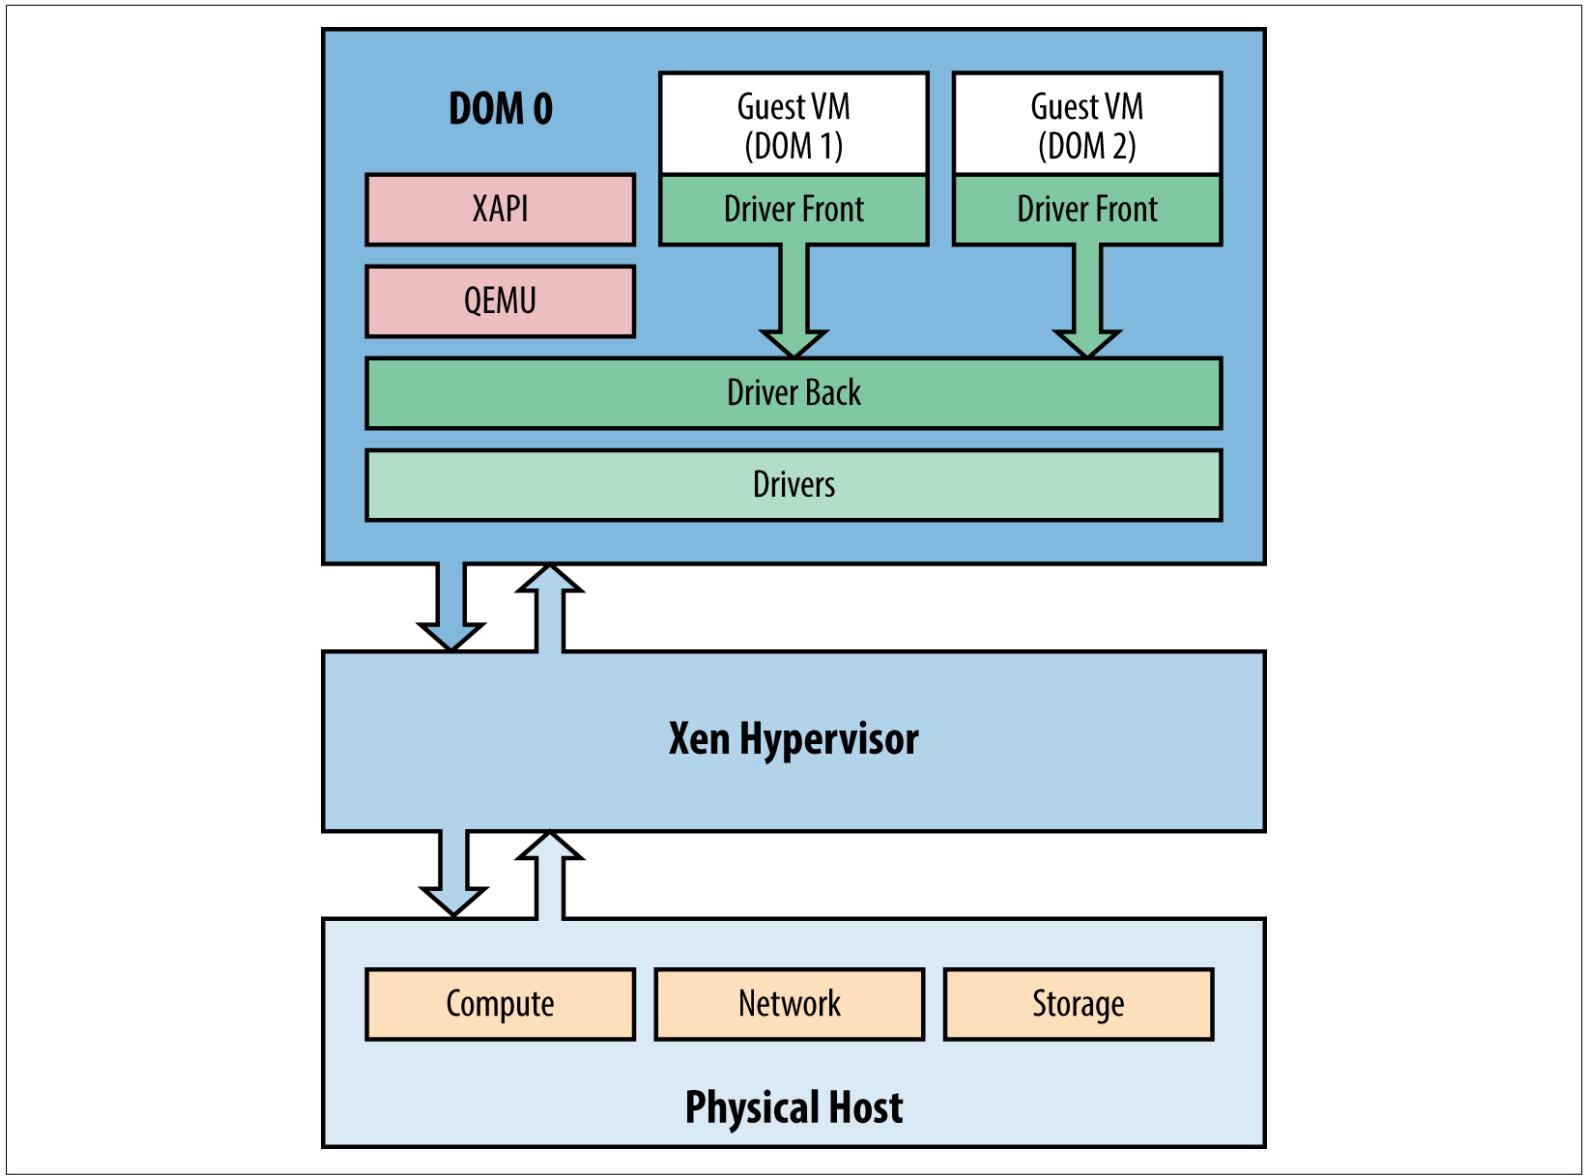 DOM 0
Guest VM
(DOM 1)
Guest VM
(DOM 2)
XAPI
Driver Front
Driver Front
QEMU
Driver Back
Drivers
Xen Hypervisor
Compute
Network
Storage
Physical Host